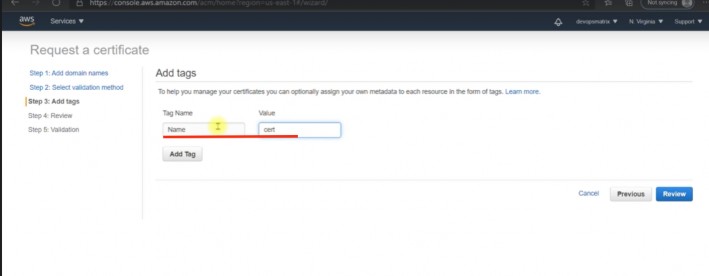 https://console.aws.amazon.com/acm/home?region=us-east-1#/wizard/
Not syncing
aws Services ▾ devopsmatrix ▾ N. Virginia ▾ Support ▾
Request a certificate
Step 1: Add domain names
Step 2: Select validation method
Step 3: Add tags
Step 4: Review
Step 5: Validation
Add tags
To help you manage your certificates you can optionally assign your own metadata to each resource in the form of tags. Learn more.
Tag Name Value
Name cert
Add Tag
Cancel Previous Review